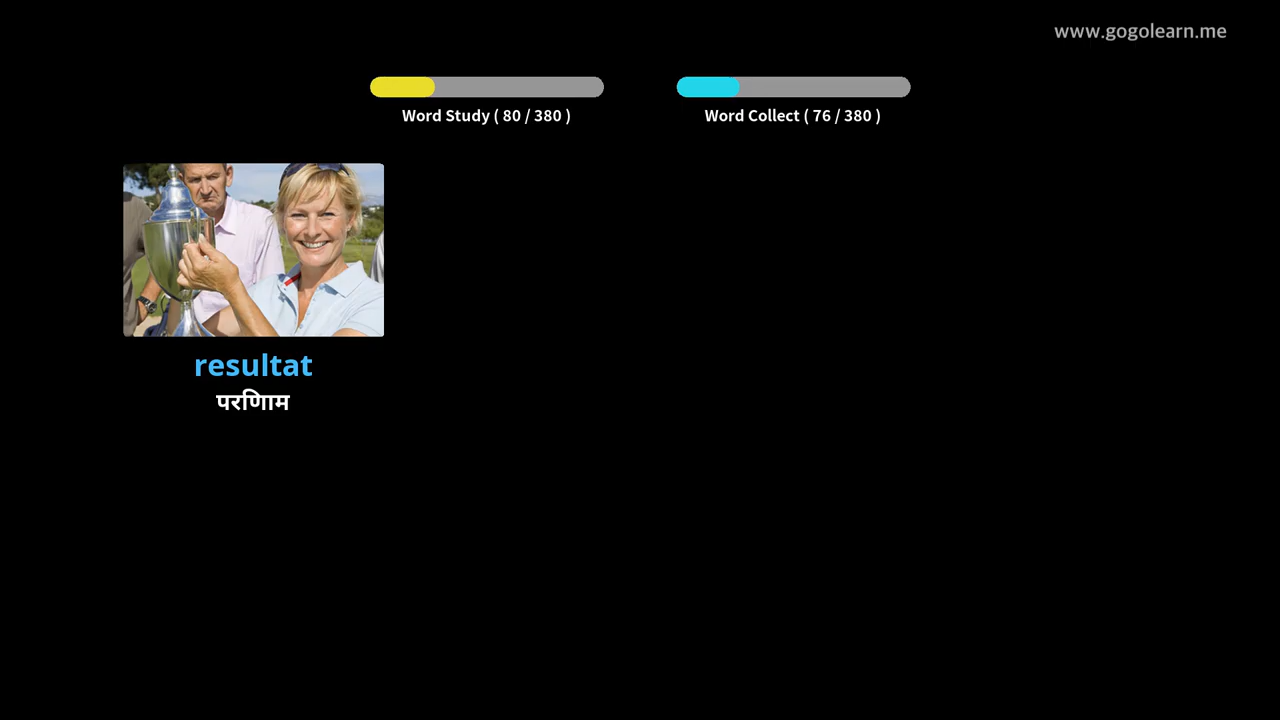 www.gogolearn.me
Word Study ( 80 / 380 )
Word Collect ( 76 / 380 )
resultat
परिणाम